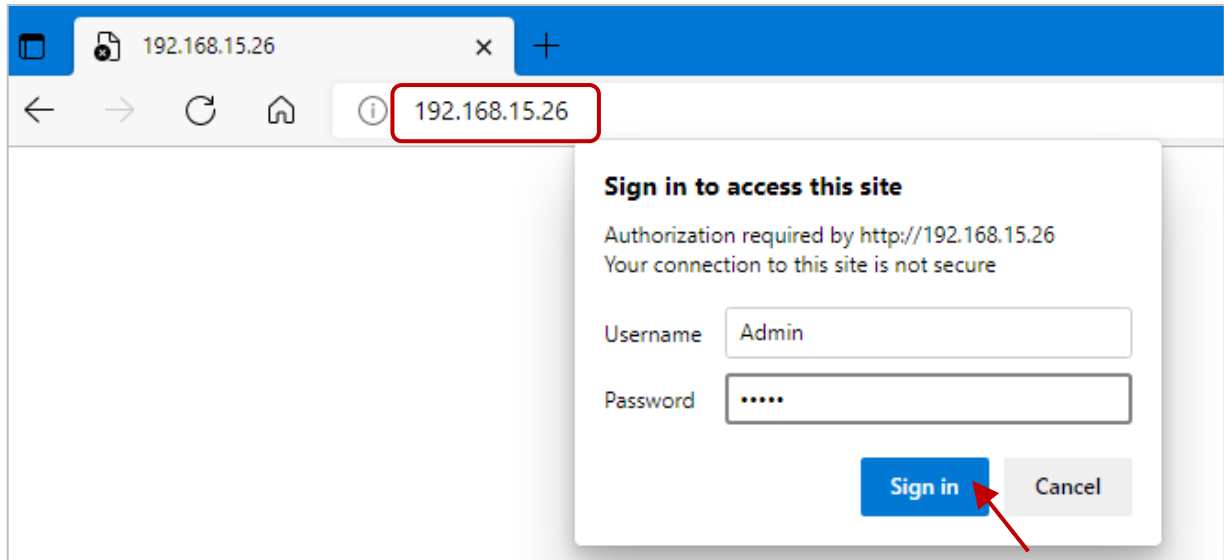 192.168.15.26
192.168.15.26
Sign in to access this site
Authorization required by http://192.168.15.26
Your connection to this site is not secure
Username Admin
Password •••••
Sign in Cancel